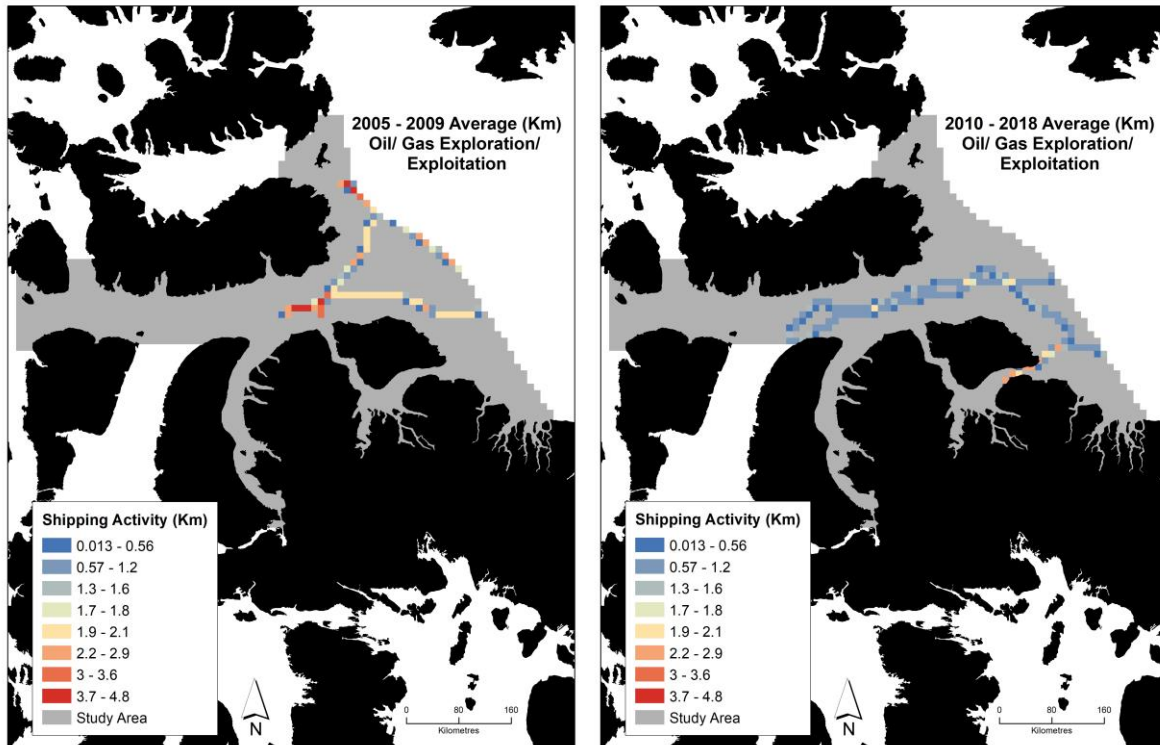 2005 - 2009 Average (Km)
Oil/ Gas Exploration/
Exploitation
Shipping Activity (Km)
0.013 - 0.56
0.57 - 1.2
1.3 - 1.6
1.7 - 1.8
1.9 - 2.1
2.2 - 2.9
3 - 3.6
3.7 - 4.8
Study Area
N
0 80 160
Kilometres
2010 - 2018 Average (Km)
Oil/ Gas Exploration/
Exploitation
Shipping Activity (Km)
0.013 - 0.56
0.57 - 1.2
1.3 - 1.6
1.7 - 1.8
1.9 - 2.1
2.2 - 2.9
3 - 3.6
3.7 - 4.8
Study Area
N
0 80 160
Kilometres